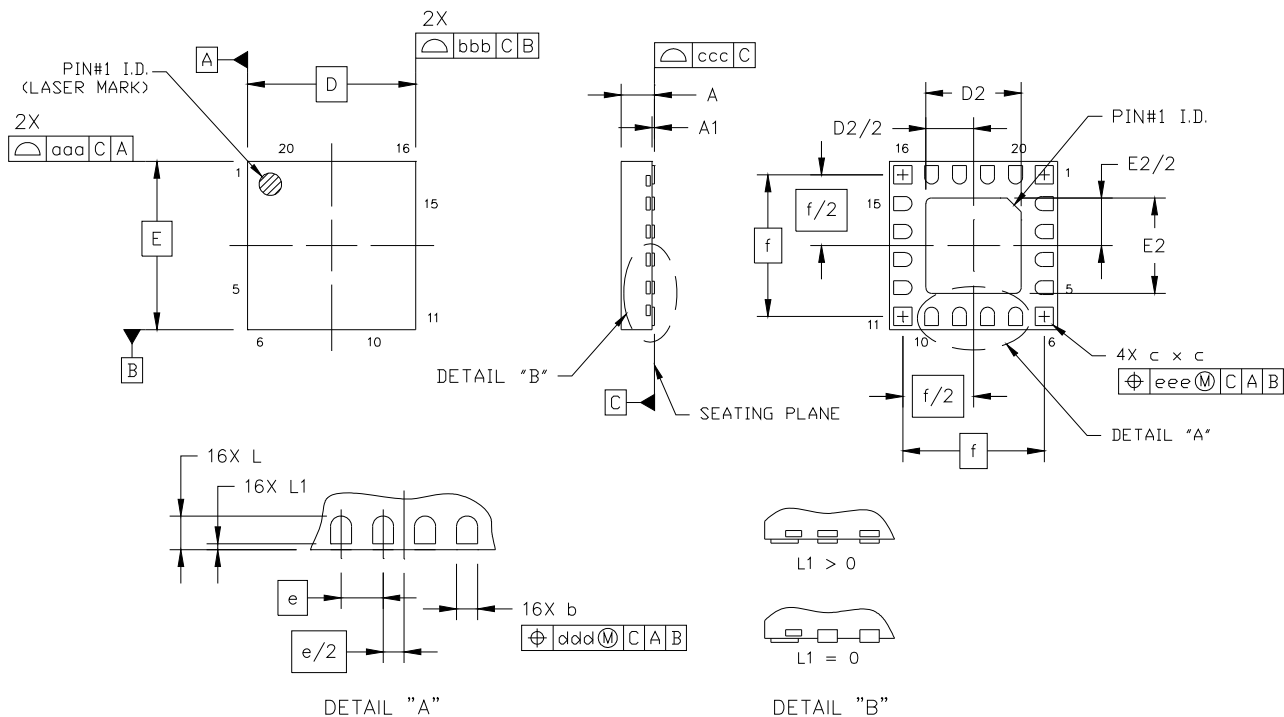 2X
⌓ bbb C B
A
PIN#1 I.D.
(LASER MARK)
D
2X
⌓ aaa C A
20
16
1
15
E
5
11
6
10
B
⌓ ccc C
A
A1
DETAIL "B"
C
SEATING PLANE
D2
D2/2
PIN#1 I.D.
16
20
E2/2
1
f/2
15
f
E2
5
11
10
6
4X c x c
⌖ eee Ⓜ C A B
f/2
DETAIL "A"
f
16X L
16X L1
e
16X b
⌖ ddd Ⓜ C A B
e/2
DETAIL "A"
L1 > 0
L1 = 0
DETAIL "B"